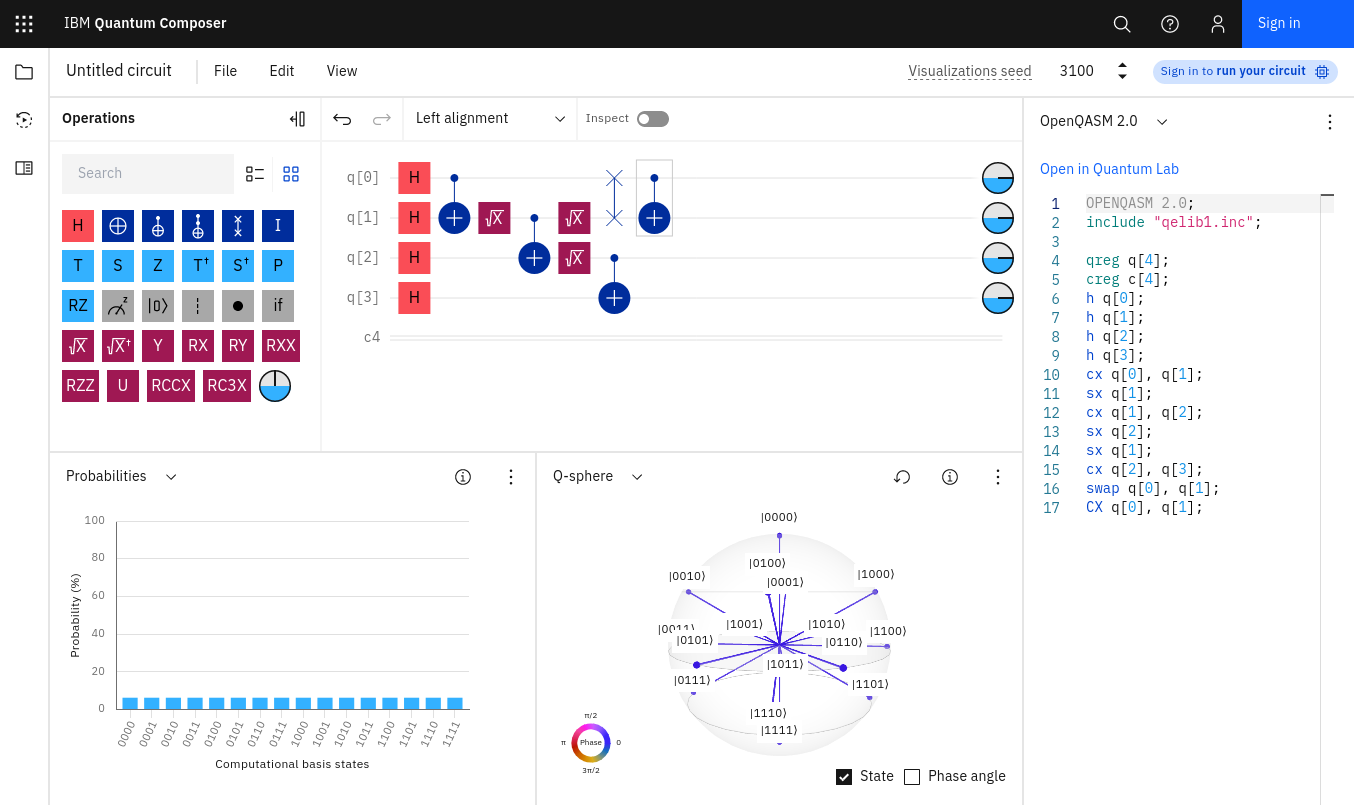 IBM Quantum Composer
Sign in
Untitled circuit
File
Edit
View
Visualizations seed
3100
Sign in to run your circuit
Operations
Left alignment
Inspect
OpenQASM 2.0
Search
Open in Quantum Lab
H
I
T
S
Z
T†
S†
P
RZ
z
|0⟩
if
√X
√X†
Y
RX
RY
RXX
RZZ
U
RCCX
RC3X
q[0]
H
q[1]
H
√X
√X
q[2]
H
√X
q[3]
H
c4
1 OPENQASM 2.0;
2 include "qelib1.inc";
3
4 qreg q[4];
5 creg c[4];
6 h q[0];
7 h q[1];
8 h q[2];
9 h q[3];
10 cx q[0], q[1];
11 sx q[1];
12 cx q[1], q[2];
13 sx q[2];
14 sx q[1];
15 cx q[2], q[3];
16 swap q[0], q[1];
17 CX q[0], q[1];
Probabilities
Probability (%)
100
80
60
40
20
0
0000
0001
0010
0011
0100
0101
0110
0111
1000
1001
1010
1011
1100
1101
1110
1111
Computational basis states
Q-sphere
|0000⟩
|0100⟩
|0010⟩
|0001⟩
|1000⟩
|0011⟩
|1001⟩
|1010⟩
|1100⟩
|0101⟩
|0110⟩
|1011⟩
|0111⟩
|1101⟩
|1110⟩
|1111⟩
π/2
π
Phase
0
3π/2
State
Phase angle